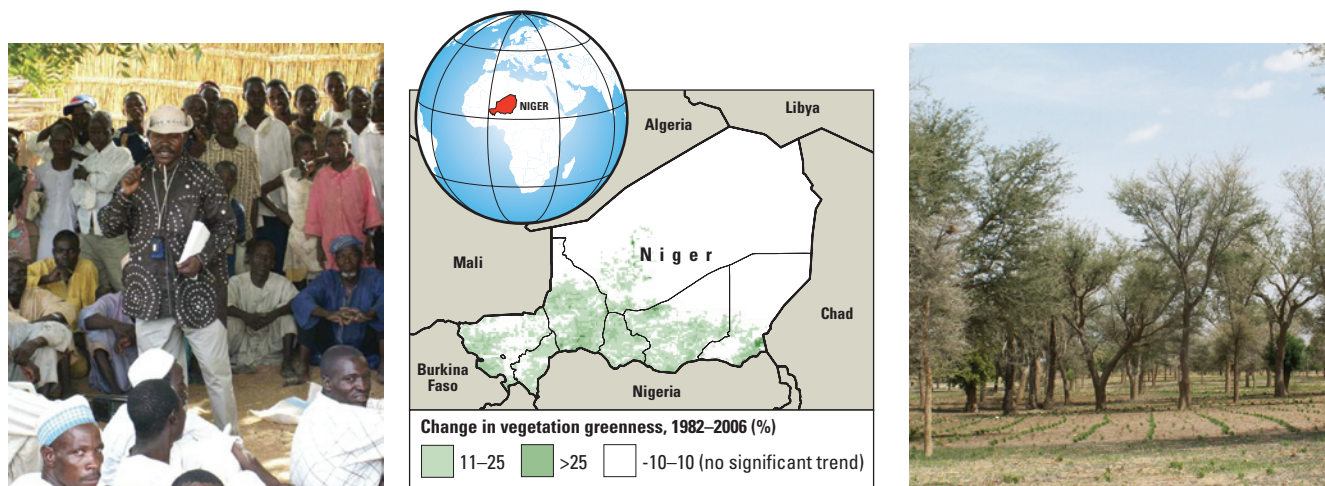 NIGER
Libya
Algeria
Niger
Mali
Chad
Burkina
Faso
Nigeria
Change in vegetation greenness, 1982–2006 (%)
11–25 >25 -10–10 (no significant trend)